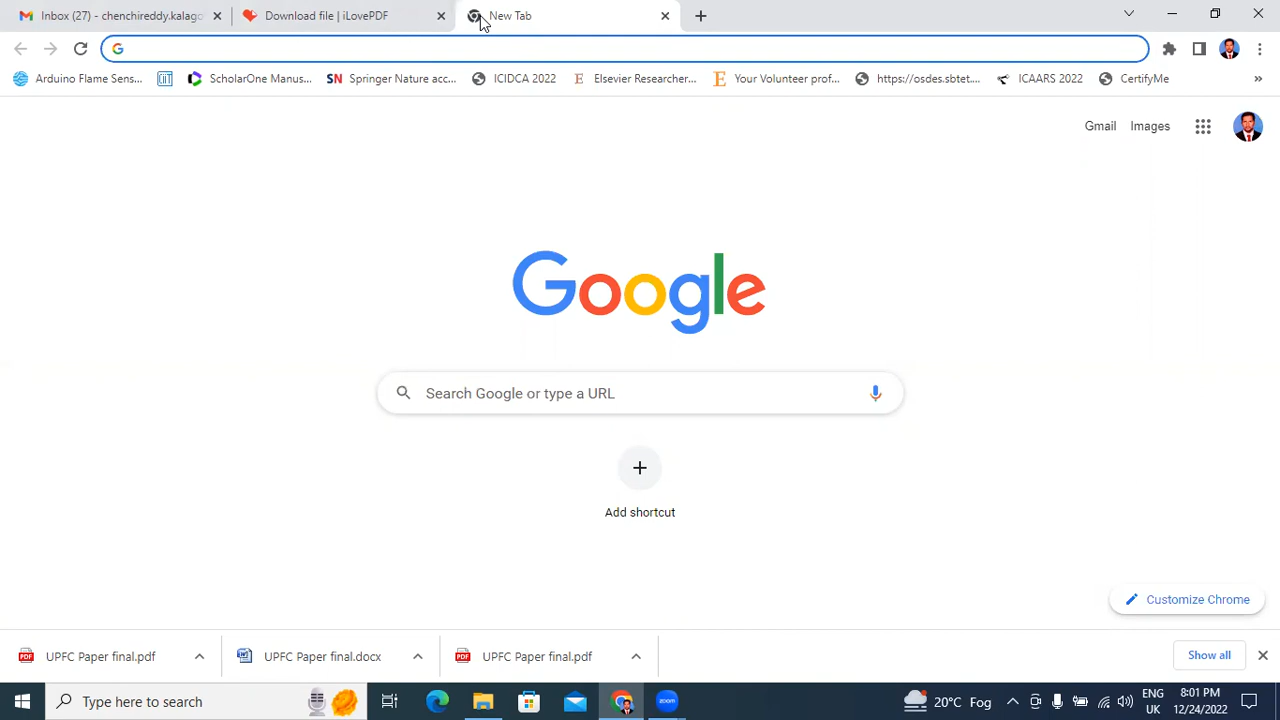 Inbox (27) - chenchireddy.kalago
Download file | iLovePDF
New Tab
Arduino Flame Sens...
ScholarOne Manus...
SN Springer Nature acc...
ICIDCA 2022
Elsevier Researcher...
Your Volunteer prof...
https://osdes.sbtet....
ICAARS 2022
CertifyMe
»
Gmail Images
Google
Search Google or type a URL
Add shortcut
Customize Chrome
UPFC Paper final.pdf
UPFC Paper final.docx
UPFC Paper final.pdf
Show all
Type here to search
zoom
20°C Fog
ENG
UK
8:01 PM
12/24/2022